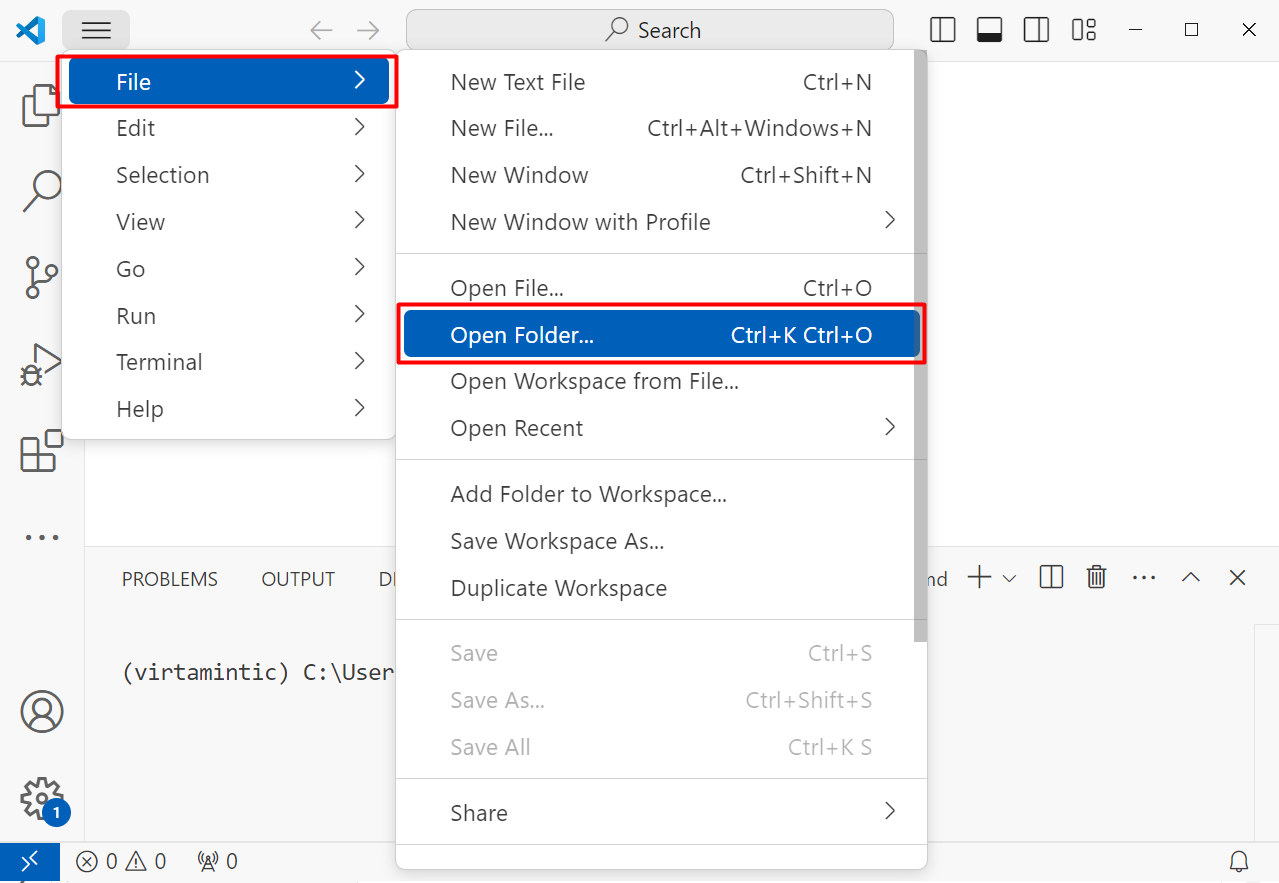 Search
File
Edit
Selection
View
Go
Run
Terminal
Help
New Text File Ctrl+N
New File... Ctrl+Alt+Windows+N
New Window Ctrl+Shift+N
New Window with Profile
Open File... Ctrl+O
Open Folder... Ctrl+K Ctrl+O
Open Workspace from File...
Open Recent
Add Folder to Workspace...
Save Workspace As...
Duplicate Workspace
Save Ctrl+S
Save As... Ctrl+Shift+S
Save All Ctrl+K S
Share
PROBLEMS OUTPUT
(virtamintic) C:\User
1
0 0 0